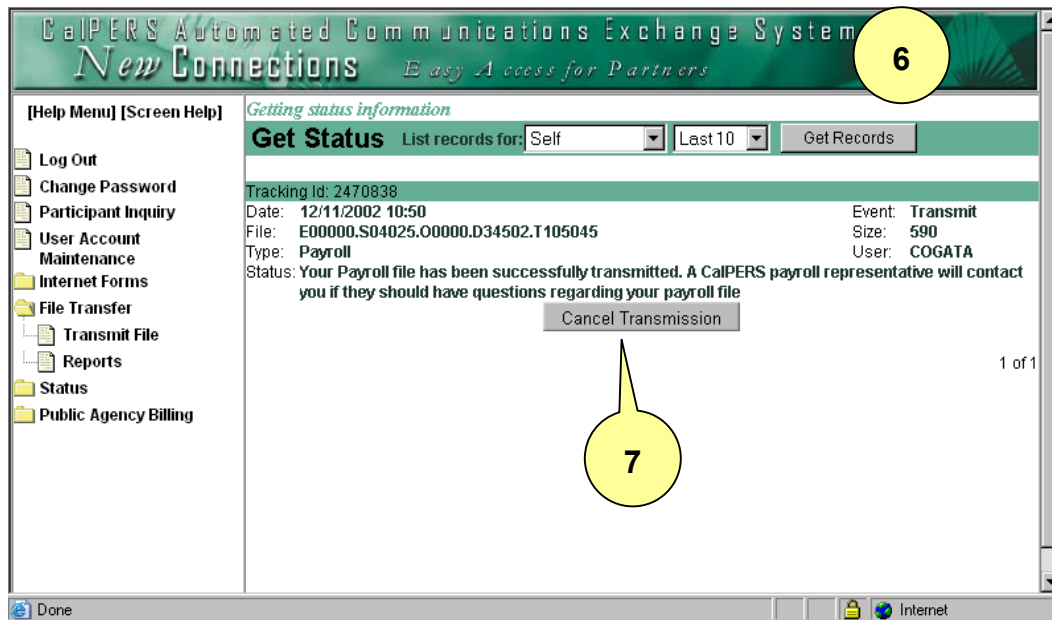 CalPERS Automated Communications Exchange System
New Connections Easy Access for Partners
6
[Help Menu] [Screen Help]
Log Out
Change Password
Participant Inquiry
User Account
Maintenance
Internet Forms
File Transfer
Transmit File
Reports
Status
Public Agency Billing
Getting status information
Get Status List records for: Self Last 10 Get Records
Tracking Id: 2470838
Date: 12/11/2002 10:50 Event: Transmit
File: E00000.S04025.O0000.D34502.T105045 Size: 590
Type: Payroll User: COGATA
Status: Your Payroll file has been successfully transmitted. A CalPERS payroll representative will contact
you if they should have questions regarding your payroll file
Cancel Transmission
1 of 1
7
Done Internet